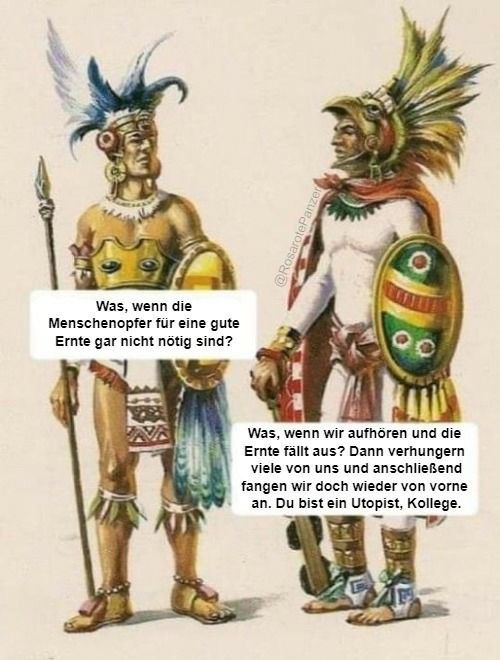 @RosarotePanzer
Was, wenn die
Menschenopfer für eine gute
Ernte gar nicht nötig sind?
Was, wenn wir aufhören und die
Ernte fällt aus? Dann verhungern
viele von uns und anschließend
fangen wir doch wieder von vorne
an. Du bist ein Utopist, Kollege.